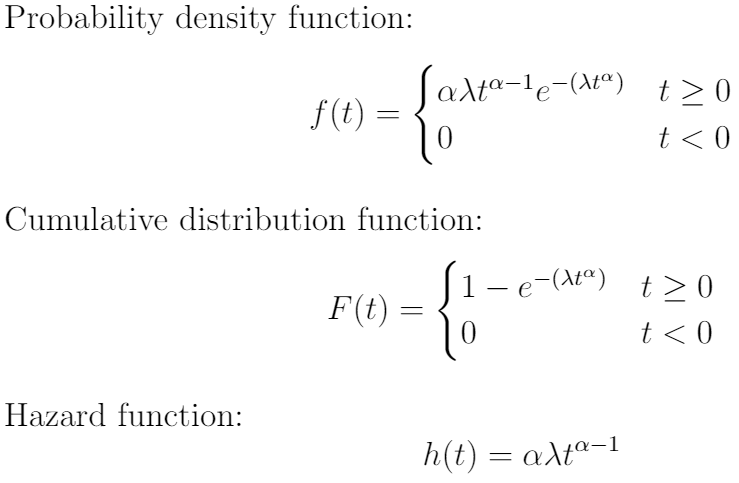 Probability density function:
f(t) = { αλt^{α−1}e^{−(λt^α)} t ≥ 0
0 t < 0
Cumulative distribution function:
F(t) = { 1 − e^{−(λt^α)} t ≥ 0
0 t < 0
Hazard function:
h(t) = αλt^{α−1}